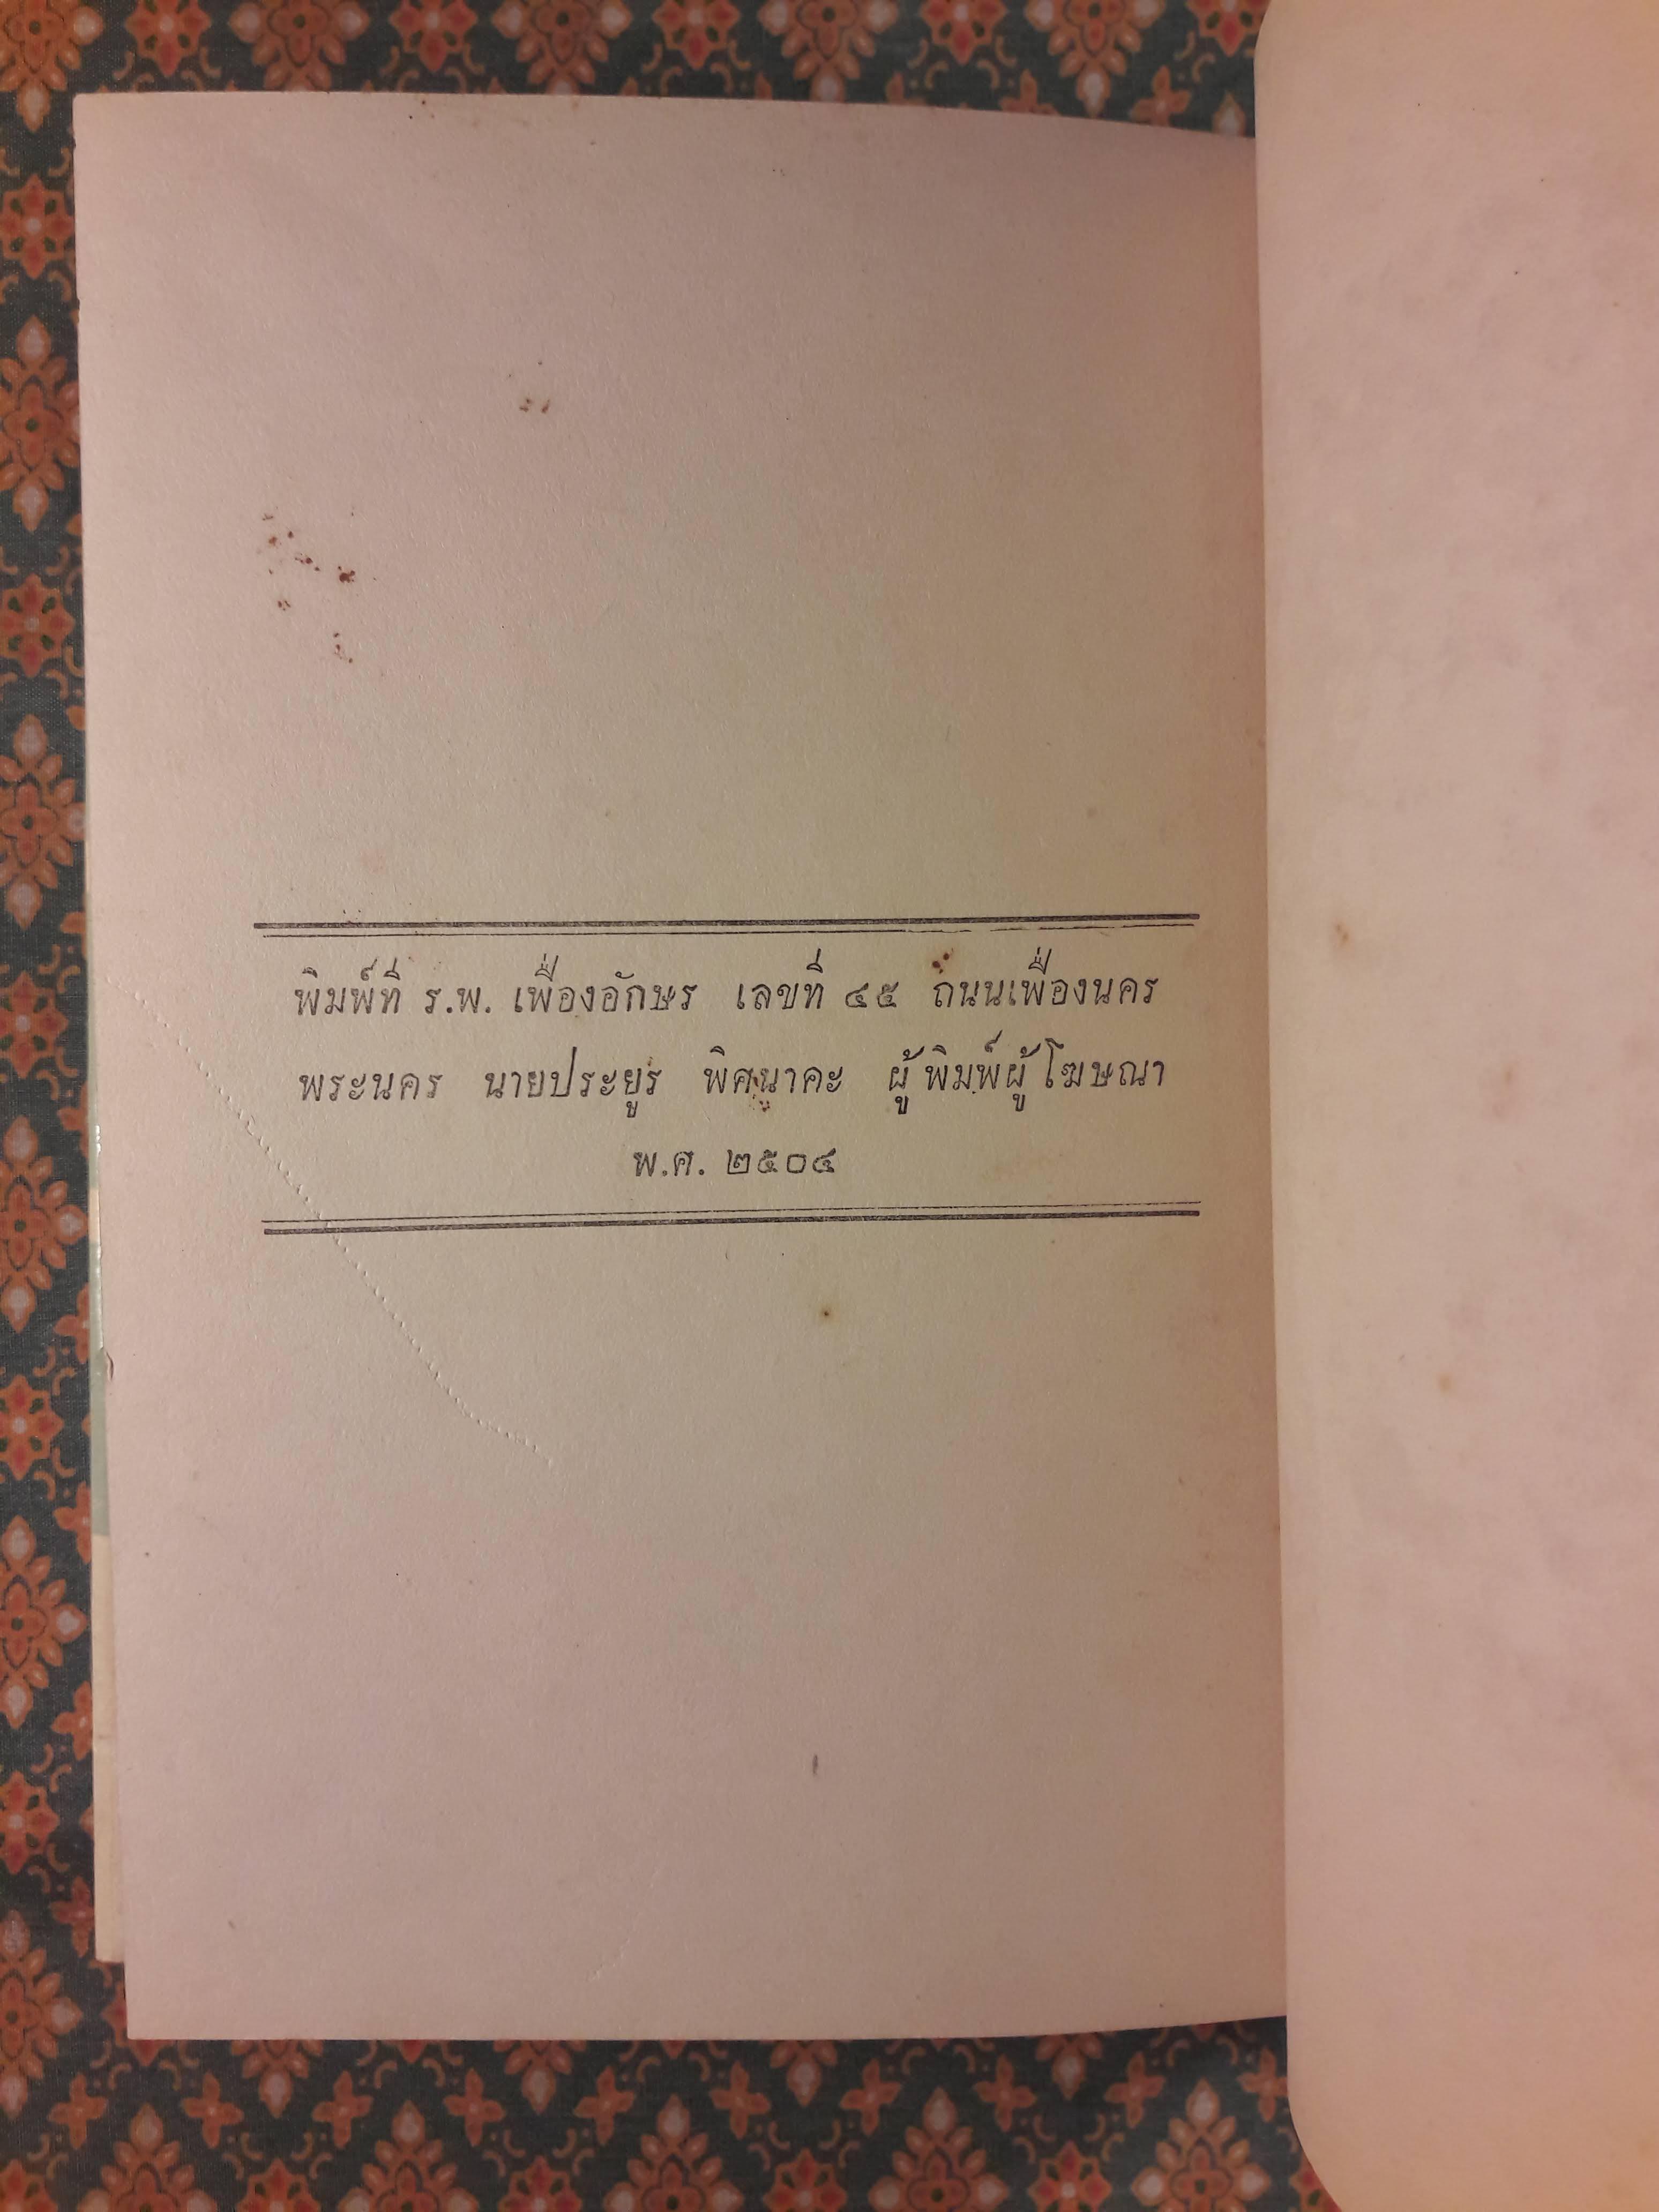 พิมพ์ที่ ร.พ. เฟื่องอักษร เลขที่ ๔๕ ถนนเฟื่องนคร
พระนคร นายประยูร พิศนาคะ ผู้พิมพ์ผู้โฆษณา
พ.ศ. ๒๕๐๔